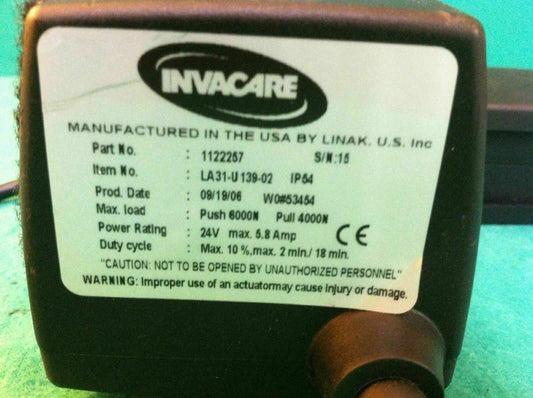 INVACARE
MANUFACTURED IN THE USA BY LINAK. U.S. Inc
Part No. : 1122257 S/N:15
Item No. : LA31-U139-02 IP54
Prod. Date : 09/19/06 WO#53454
Max. load : Push 6000N Pull 4000N
Power Rating : 24V max. 5.8 Amp CE
Duty cycle : Max. 10 %,max. 2 min./ 18 min.
"CAUTION: NOT TO BE OPENED BY UNAUTHORIZED PERSONNEL"
WARNING: Improper use of an actuatormay cause injury or damage.